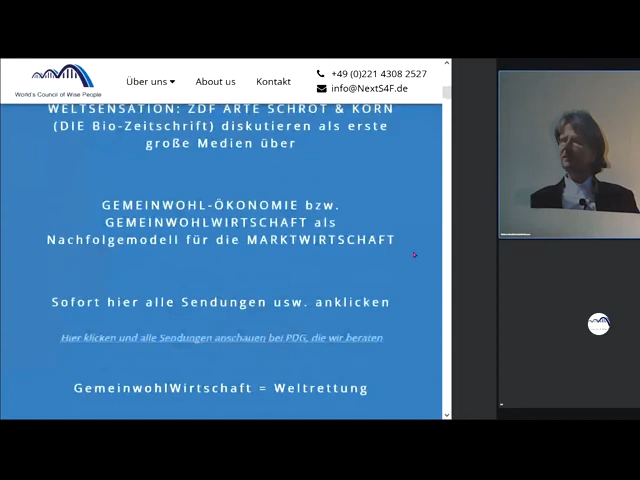 World's Council of Wise People
Über uns
About us
Kontakt
+49 (0)221 4308 2527
info@NextS4F.de
WELTSENSATION: ZDF ARTE SCHROT & KORN
(DIE Bio-Zeitschrift) diskutieren als erste
große Medien über
GEMEINWOHL-ÖKONOMIE bzw.
GEMEINWOHLWIRTSCHAFT als
Nachfolgemodell für die MARKTWIRTSCHAFT
Sofort hier alle Sendungen usw. anklicken
Hier klicken und alle Sendungen anschauen bei PDG, die wir beraten
GemeinwohlWirtschaft = Weltrettung